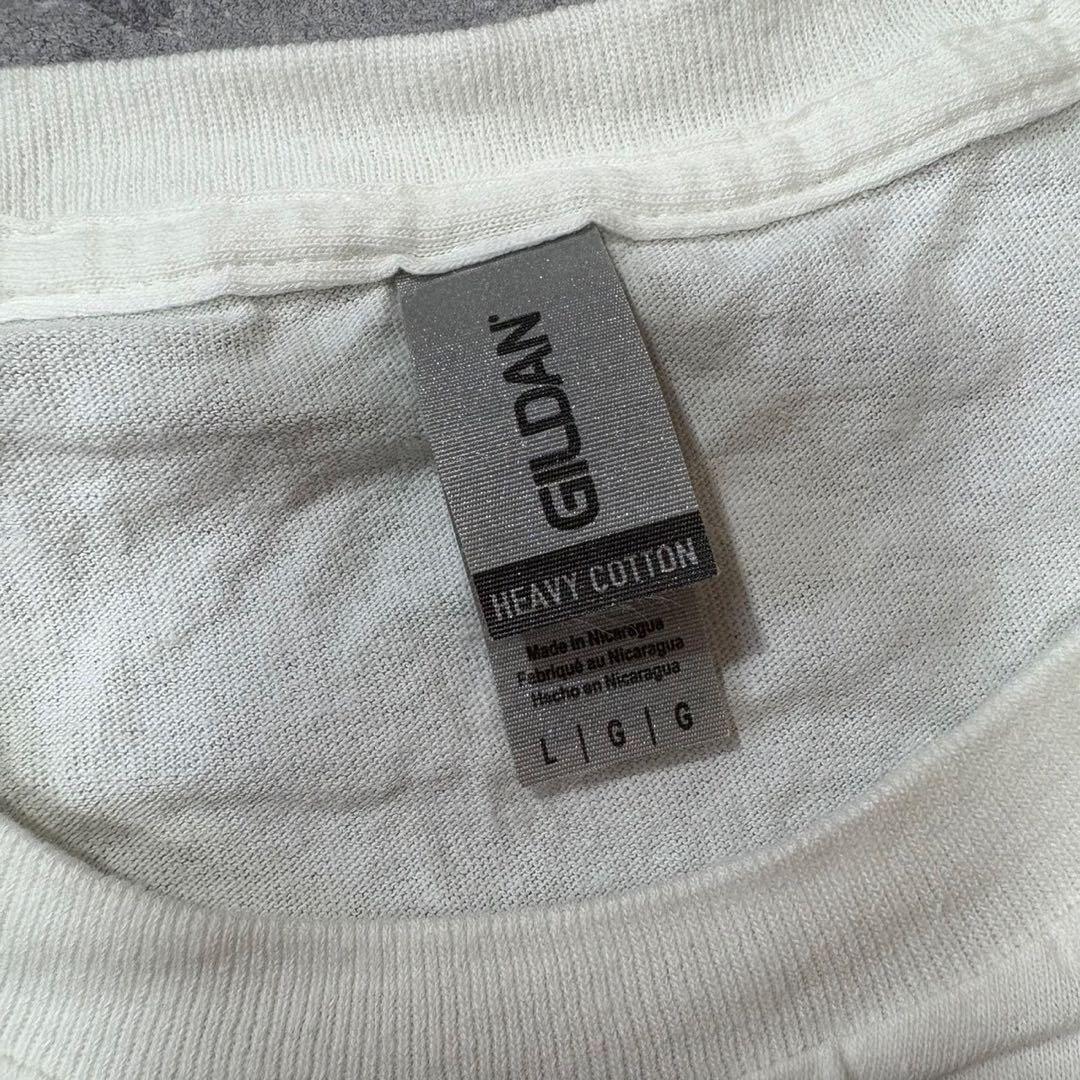 GILDAN
HEAVY COTTON
Made in Nicaragua
Fabriqué au Nicaragua
Hecho en Nicaragua
L | G | G